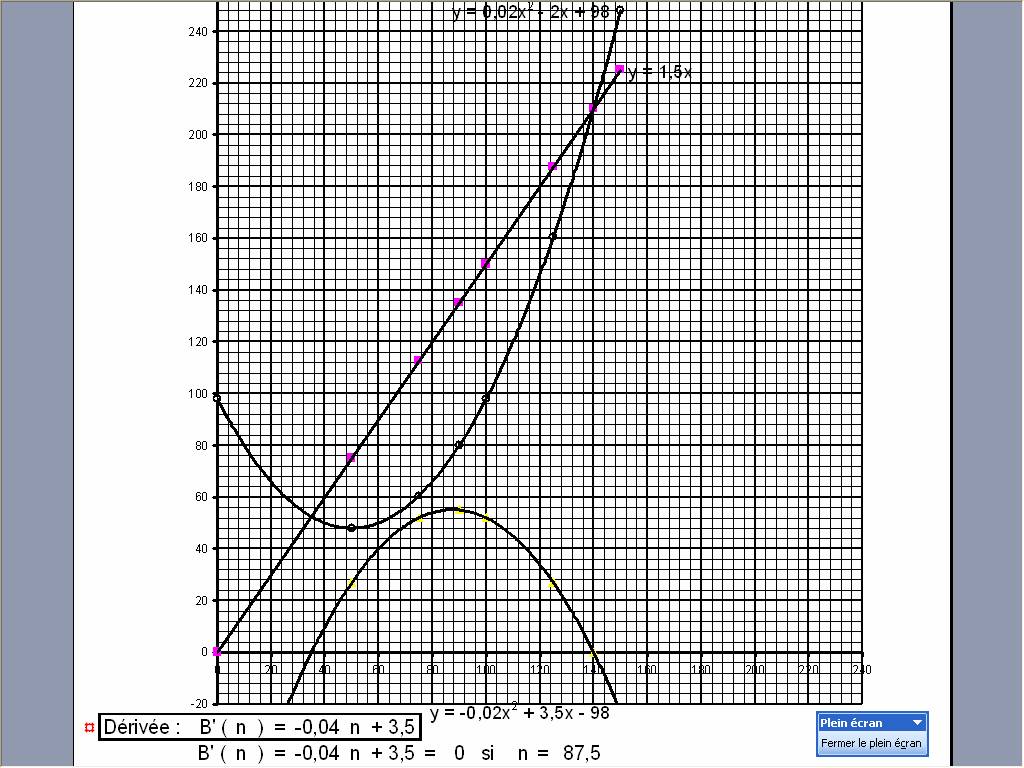 y = 0,02x² - 2x + 98
240
y = 1,5x
220
200
180
160
140
120
100
80
60
40
20
0
0 20 40 60 80 100 120 140 160 180 200 220 240
-20
y = -0,02x² + 3,5x - 98
Dérivée : B' ( n ) = -0,04 n + 3,5
B' ( n ) = -0,04 n + 3,5 = 0 si n = 87,5
Plein écran
Fermer le plein écran